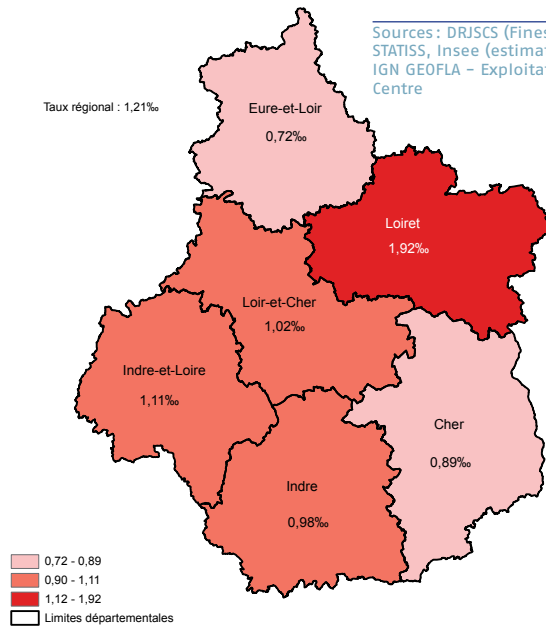 Sources : DRJSCS (Fines
STATISS, Insee (estima
IGN GEOFLA – Exploita
Centre
Taux régional : 1,21‰
Eure-et-Loir
0,72‰
Loiret
1,92‰
Loir-et-Cher
1,02‰
Indre-et-Loire
1,11‰
Cher
0,89‰
Indre
0,98‰
0,72 - 0,89
0,90 - 1,11
1,12 - 1,92
Limites départementales